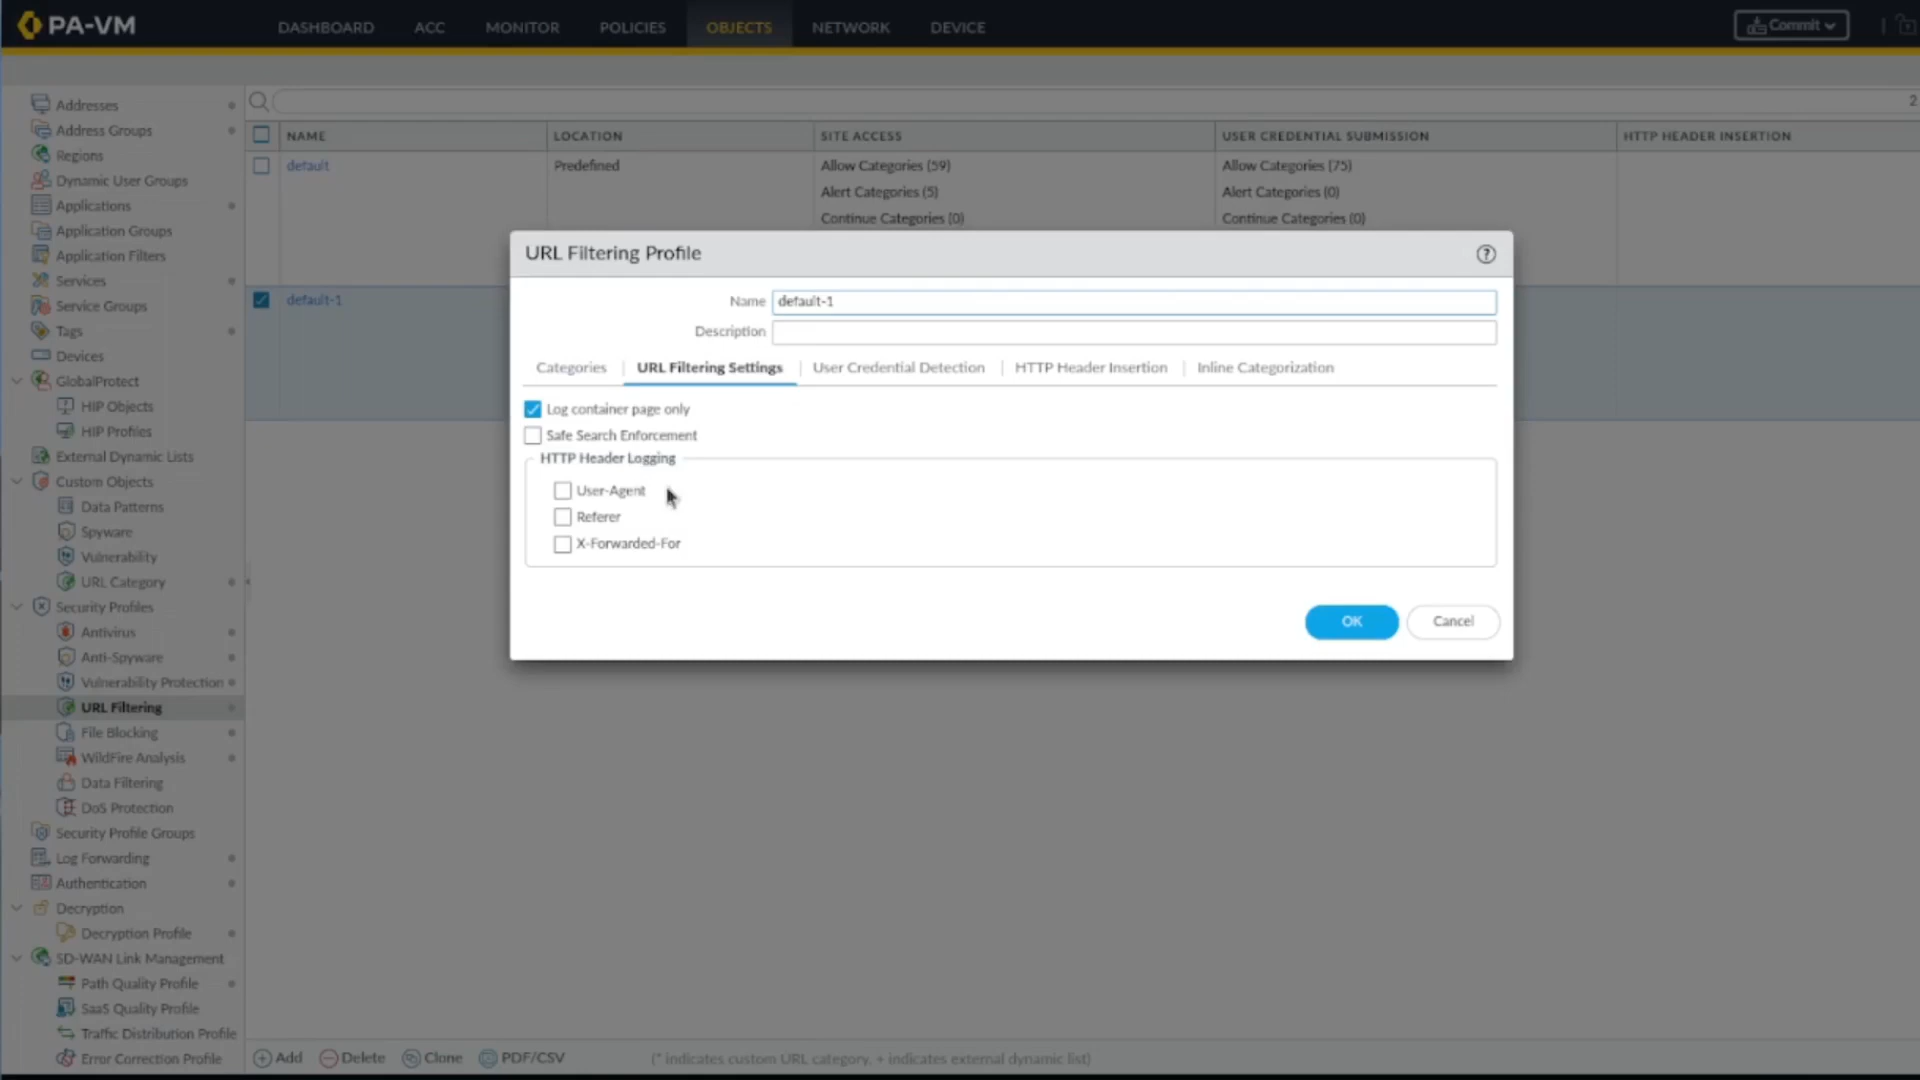 PA-VM
DASHBOARD ACC MONITOR POLICIES OBJECTS NETWORK DEVICE
Commit
Addresses
Address Groups
Regions
Dynamic User Groups
Applications
Application Groups
Application Filters
Services
Service Groups
Tags
Devices
GlobalProtect
HIP Objects
HIP Profiles
External Dynamic Lists
Custom Objects
Data Patterns
Spyware
Vulnerability
URL Category
Security Profiles
Antivirus
Anti-Spyware
Vulnerability Protection
URL Filtering
File Blocking
WildFire Analysis
Data Filtering
DoS Protection
Security Profile Groups
Log Forwarding
Authentication
Decryption
Decryption Profile
SD-WAN Link Management
Path Quality Profile
SaaS Quality Profile
Traffic Distribution Profile
Error Correction Profile
2
NAME LOCATION SITE ACCESS USER CREDENTIAL SUBMISSION HTTP HEADER INSERTION
default Predefined Allow Categories (59) Allow Categories (75)
Alert Categories (5) Alert Categories (0)
Continue Categories (0) Continue Categories (0)
default-1
URL Filtering Profile
?
Name default-1
Description
Categories URL Filtering Settings User Credential Detection HTTP Header Insertion Inline Categorization
Log container page only
Safe Search Enforcement
HTTP Header Logging
User-Agent
Referer
X-Forwarded-For
OK Cancel
Add Delete Clone PDF/CSV (* indicates custom URL category, + indicates external dynamic list)